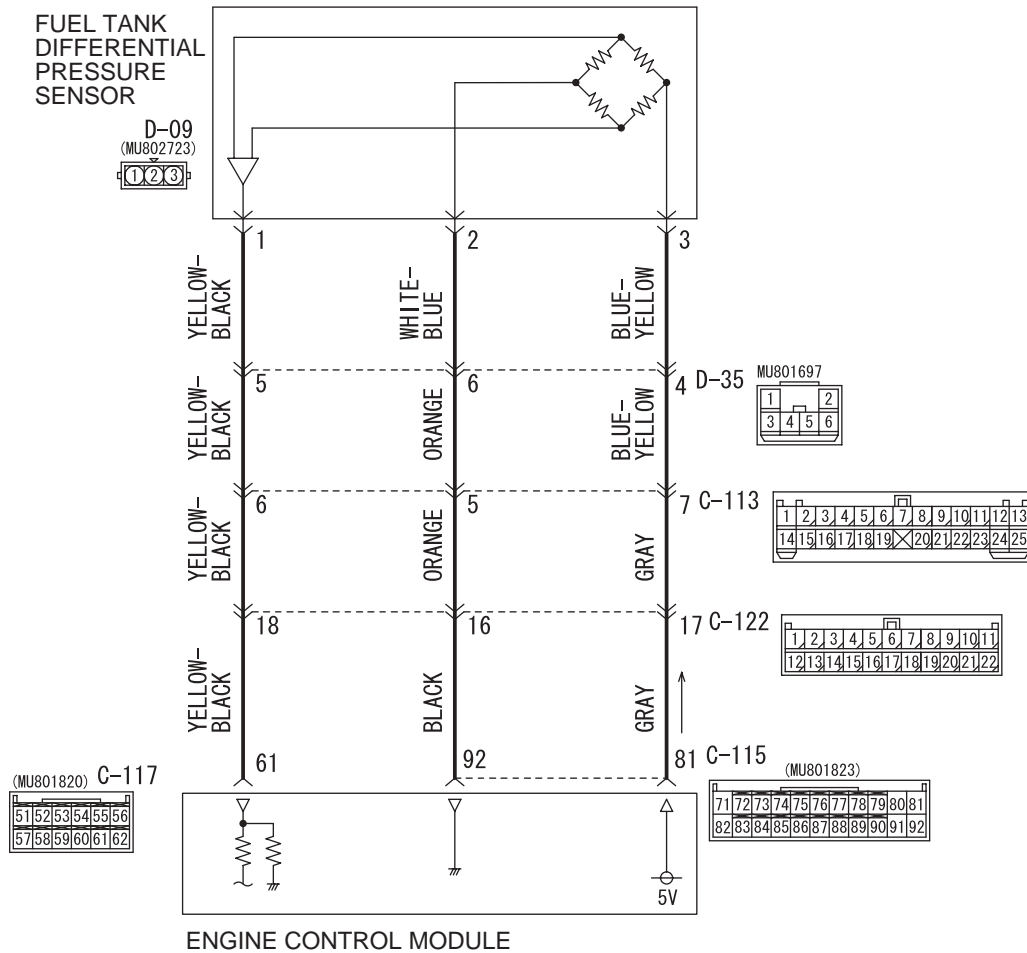 FUEL TANK
DIFFERENTIAL
PRESSURE
SENSOR
D-09
(MU802723)
1 2 3
1 2 3
YELLOW-
BLACK
WHITE-
BLUE
BLUE-
YELLOW
5 6 4 D-35
MU801697
1 2
3 4 5 6
YELLOW-
BLACK
ORANGE
BLUE-
YELLOW
6 5 7 C-113
1 2 3 4 5 6 7 8 9 10 11 12 13
14 15 16 17 18 19 20 21 22 23 24 25
YELLOW-
BLACK
ORANGE
GRAY
18 16 17 C-122
1 2 3 4 5 6 7 8 9 10 11
12 13 14 15 16 17 18 19 20 21 22
YELLOW-
BLACK
BLACK
GRAY
61 92 81 C-115
(MU801820) C-117
51 52 53 54 55 56
57 58 59 60 61 62
(MU801823)
71 72 73 74 75 76 77 78 79 80 81
82 83 84 85 86 87 88 89 90 91 92
5V
ENGINE CONTROL MODULE